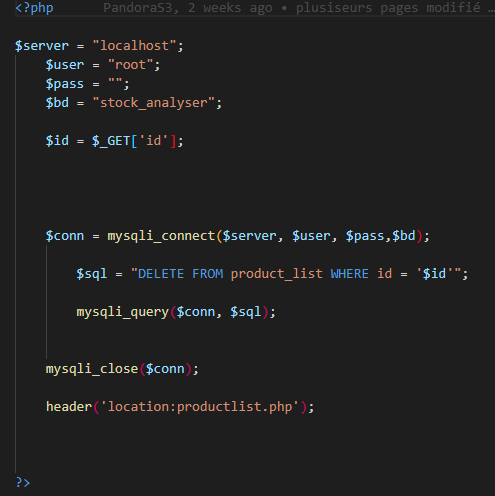 <?php PandoraS3, 2 weeks ago • plusieurs pages modifié …
$server = "localhost";
$user = "root";
$pass = "";
$bd = "stock_analyser";
$id = $_GET['id'];
$conn = mysqli_connect($server, $user, $pass,$bd);
$sql = "DELETE FROM product_list WHERE id = '$id'";
mysqli_query($conn, $sql);
mysqli_close($conn);
header('location:productlist.php');
?>